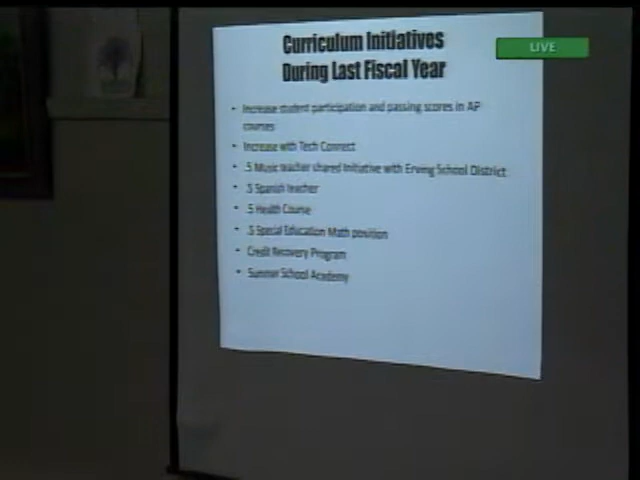 Curriculum Initiatives
During Last Fiscal Year
LIVE
• Increase student participation and passing scores in AP
courses
• Increase with Tech Connect
• .5 Music teacher shared Initiative with Erving School District
• .5 Spanish teacher
• .5 Health Course
• .5 Special Education Math position
• Credit Recovery Program
• Summer School Academy